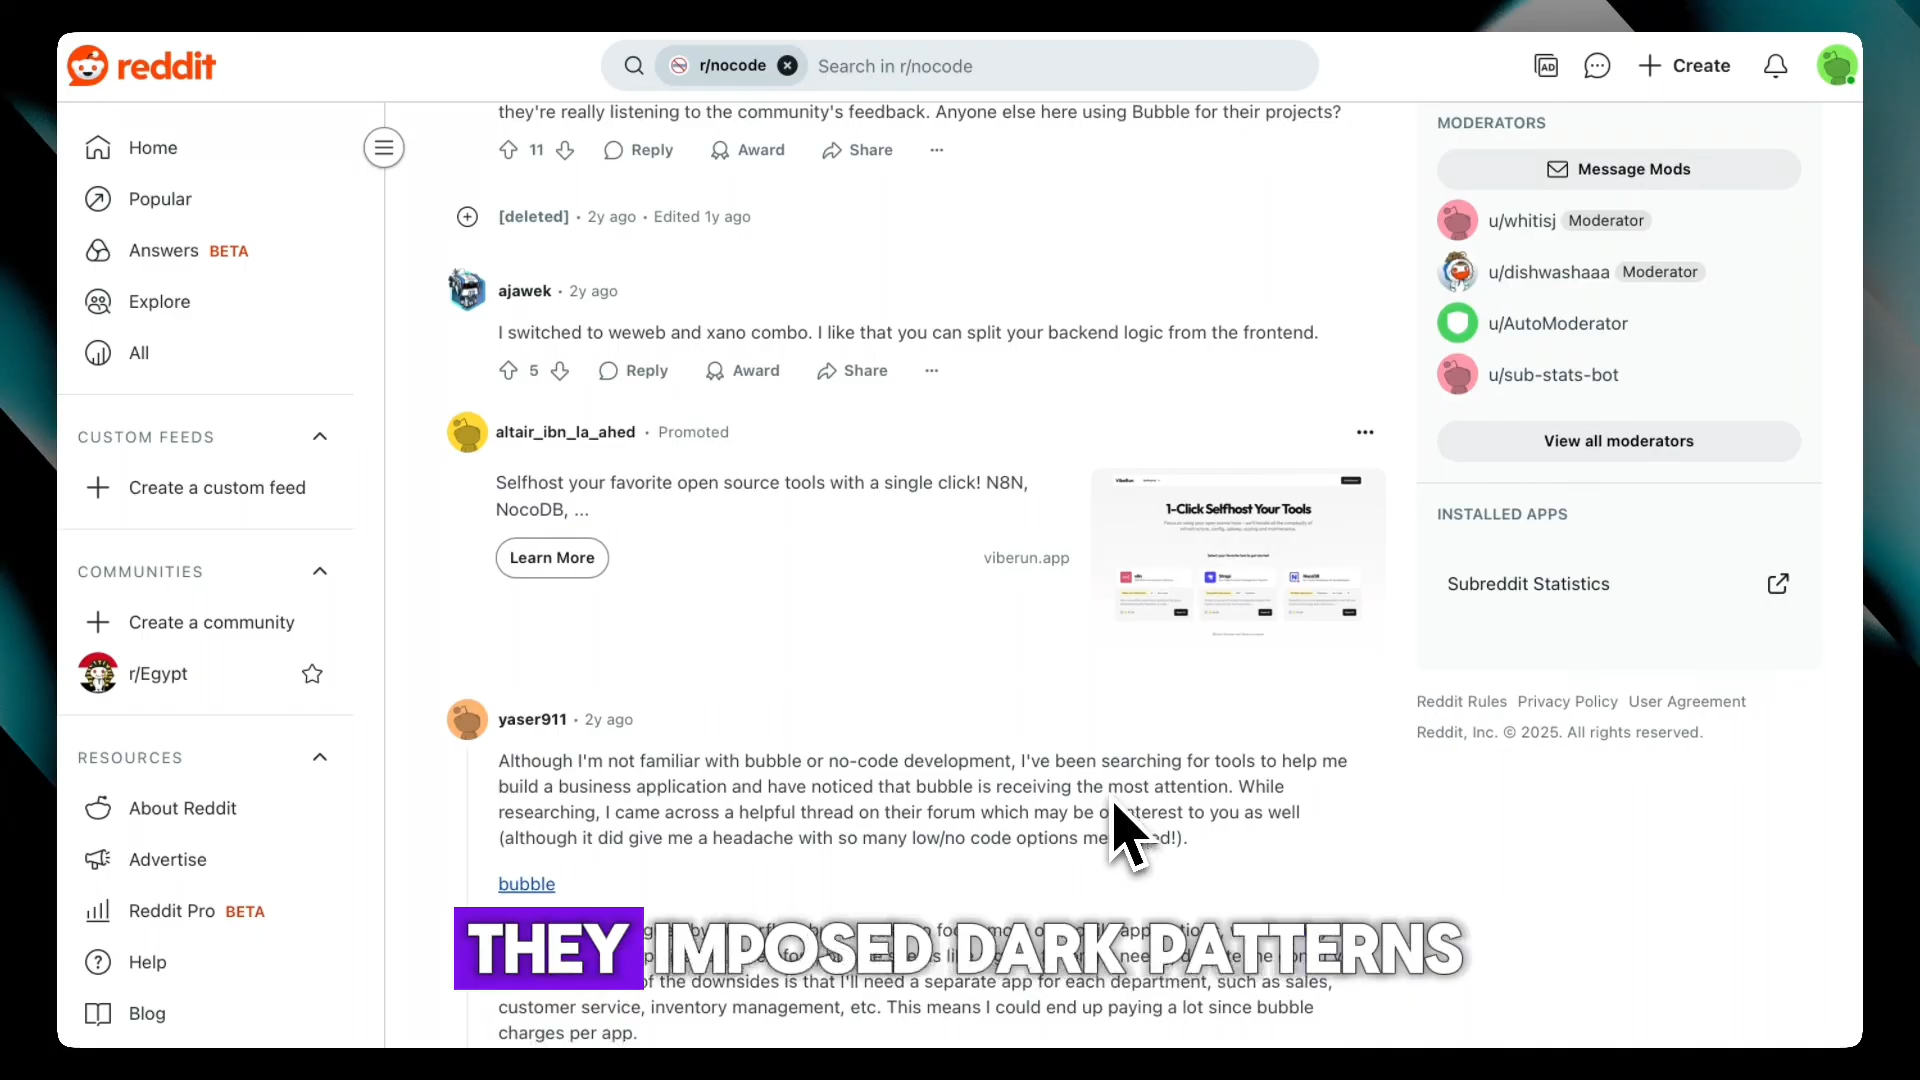 reddit
r/nocode
Search in r/nocode
AD
Create
Home
Popular
Answers BETA
Explore
All
CUSTOM FEEDS
Create a custom feed
COMMUNITIES
Create a community
r/Egypt
RESOURCES
About Reddit
Advertise
Reddit Pro BETA
Help
Blog
they're really listening to the community's feedback. Anyone else here using Bubble for their projects?
11 Reply Award Share ...
[deleted] • 2y ago • Edited 1y ago
ajawek • 2y ago
I switched to weweb and xano combo. I like that you can split your backend logic from the frontend.
5 Reply Award Share ...
altair_ibn_la_ahed • Promoted ...
Selfhost your favorite open source tools with a single click! N8N,
NocoDB, ...
Learn More
viberun.app
VibeRun
1-Click Selfhost Your Tools
n8n
Strapi
NocoDB
yaser911 • 2y ago
Although I'm not familiar with bubble or no-code development, I've been searching for tools to help me
build a business application and have noticed that bubble is receiving the most attention. While
researching, I came across a helpful thread on their forum which may be interest to you as well
(although it did give me a headache with so many low/no code options
bubble
THEY IMPOSED DARK PATTERNS
of the downsides is that I'll need a separate app for each department, such as sales,
customer service, inventory management, etc. This means I could end up paying a lot since bubble
charges per app.
MODERATORS
Message Mods
u/whitisj Moderator
u/dishwashaaa Moderator
u/AutoModerator
u/sub-stats-bot
View all moderators
INSTALLED APPS
Subreddit Statistics
Reddit Rules Privacy Policy User Agreement
Reddit, Inc. © 2025. All rights reserved.